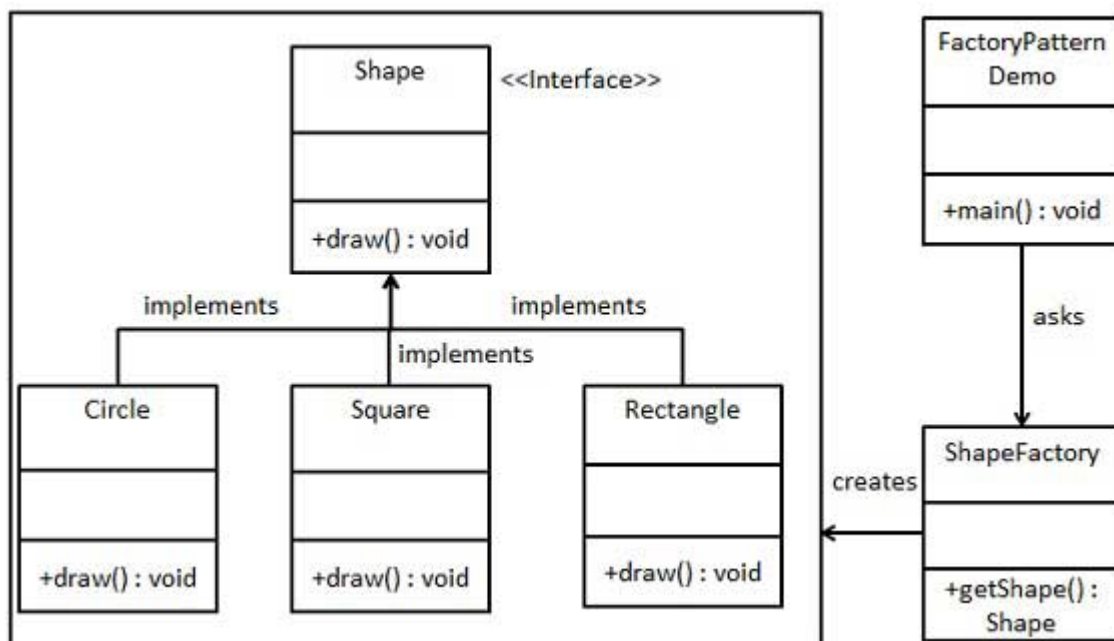 Shape
<<Interface>>
+draw() : void
implements
implements
implements
Circle
+draw() : void
Square
+draw() : void
Rectangle
+draw() : void
FactoryPattern
Demo
+main() : void
asks
creates
ShapeFactory
+getShape() :
Shape